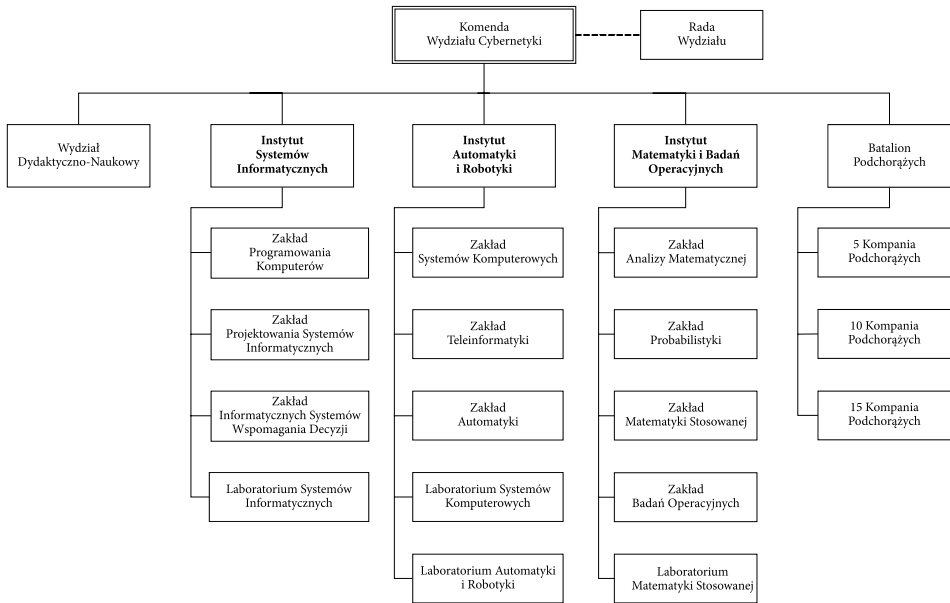 Komenda
Wydziału Cybernetyki
Rada
Wydziału
Wydział
Dydaktyczno-Naukowy
Instytut
Systemów
Informatycznych
Instytut
Automatyki
i Robotyki
Instytut
Matematyki i Badań
Operacyjnych
Batalion
Podchorążych
Zakład
Programowania
Komputerów
Zakład
Projektowania Systemów
Informatycznych
Zakład
Informatycznych Systemów
Wspomagania Decyzji
Laboratorium Systemów
Informatycznych
Zakład
Systemów Komputerowych
Zakład
Teleinformatyki
Zakład
Automatyki
Laboratorium Systemów
Komputerowych
Laboratorium Automatyki
i Robotyki
Zakład
Analizy Matematycznej
Zakład
Probabilistyki
Zakład
Matematyki Stosowanej
Zakład
Badań Operacyjnych
Laboratorium
Matematyki Stosowanej
5 Kompania
Podchorążych
10 Kompania
Podchorążych
15 Kompania
Podchorążych